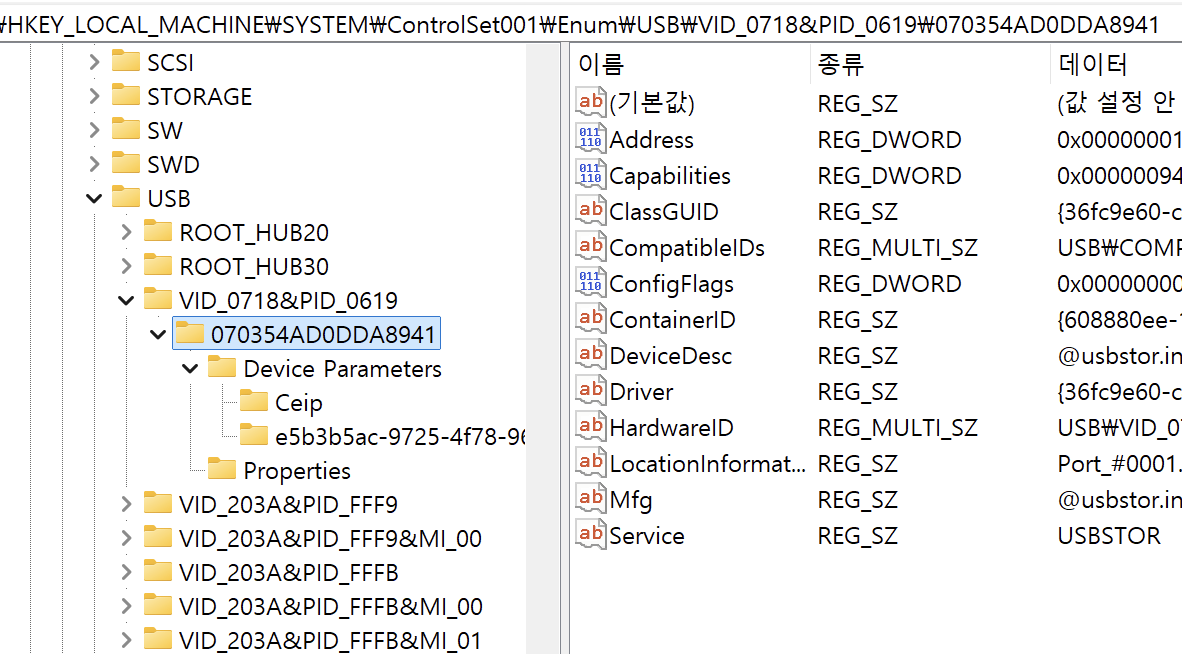 ₩HKEY_LOCAL_MACHINE₩SYSTEM₩ControlSet001₩Enum₩USB₩VID_0718&PID_0619₩070354AD0DDA8941
SCSI
STORAGE
SW
SWD
USB
ROOT_HUB20
ROOT_HUB30
VID_0718&PID_0619
070354AD0DDA8941
Device Parameters
Ceip
e5b3b5ac-9725-4f78-96
Properties
VID_203A&PID_FFF9
VID_203A&PID_FFF9&MI_00
VID_203A&PID_FFFB
VID_203A&PID_FFFB&MI_00
VID_203A&PID_FFFB&MI_01
이름 종류 데이터
(기본값) REG_SZ (값 설정 안
Address REG_DWORD 0x00000001
Capabilities REG_DWORD 0x00000094
ClassGUID REG_SZ {36fc9e60-c
CompatibleIDs REG_MULTI_SZ USB₩COMP
ConfigFlags REG_DWORD 0x00000000
ContainerID REG_SZ {608880ee-1
DeviceDesc REG_SZ @usbstor.in
Driver REG_SZ {36fc9e60-c
HardwareID REG_MULTI_SZ USB₩VID_07
LocationInformat... REG_SZ Port_#0001.
Mfg REG_SZ @usbstor.in
Service REG_SZ USBSTOR